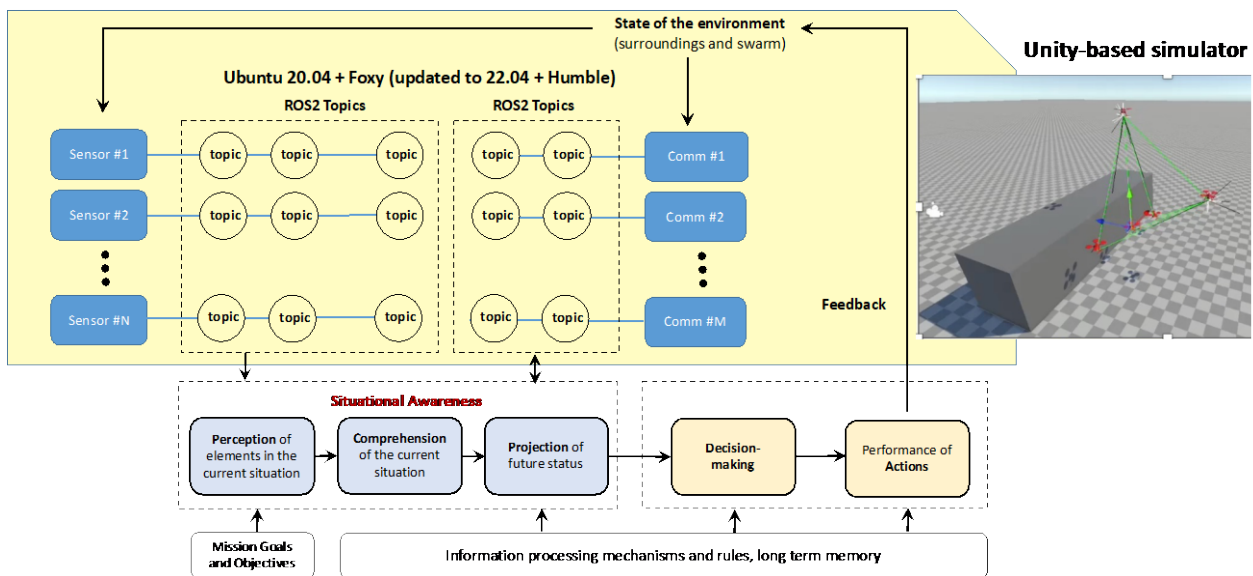 State of the environment
(surroundings and swarm)
Unity-based simulator
Ubuntu 20.04 + Foxy (updated to 22.04 + Humble)
ROS2 Topics
ROS2 Topics
Sensor #1
topic
topic
topic
topic
topic
Comm #1
Sensor #2
topic
topic
topic
topic
topic
Comm #2
Sensor #N
topic
topic
topic
topic
topic
Comm #M
Feedback
Situational Awareness
Perception of
elements in the
current situation
Comprehension
of the current
situation
Projection of
future status
Decision-
making
Performance of
Actions
Mission Goals
and Objectives
Information processing mechanisms and rules, long term memory